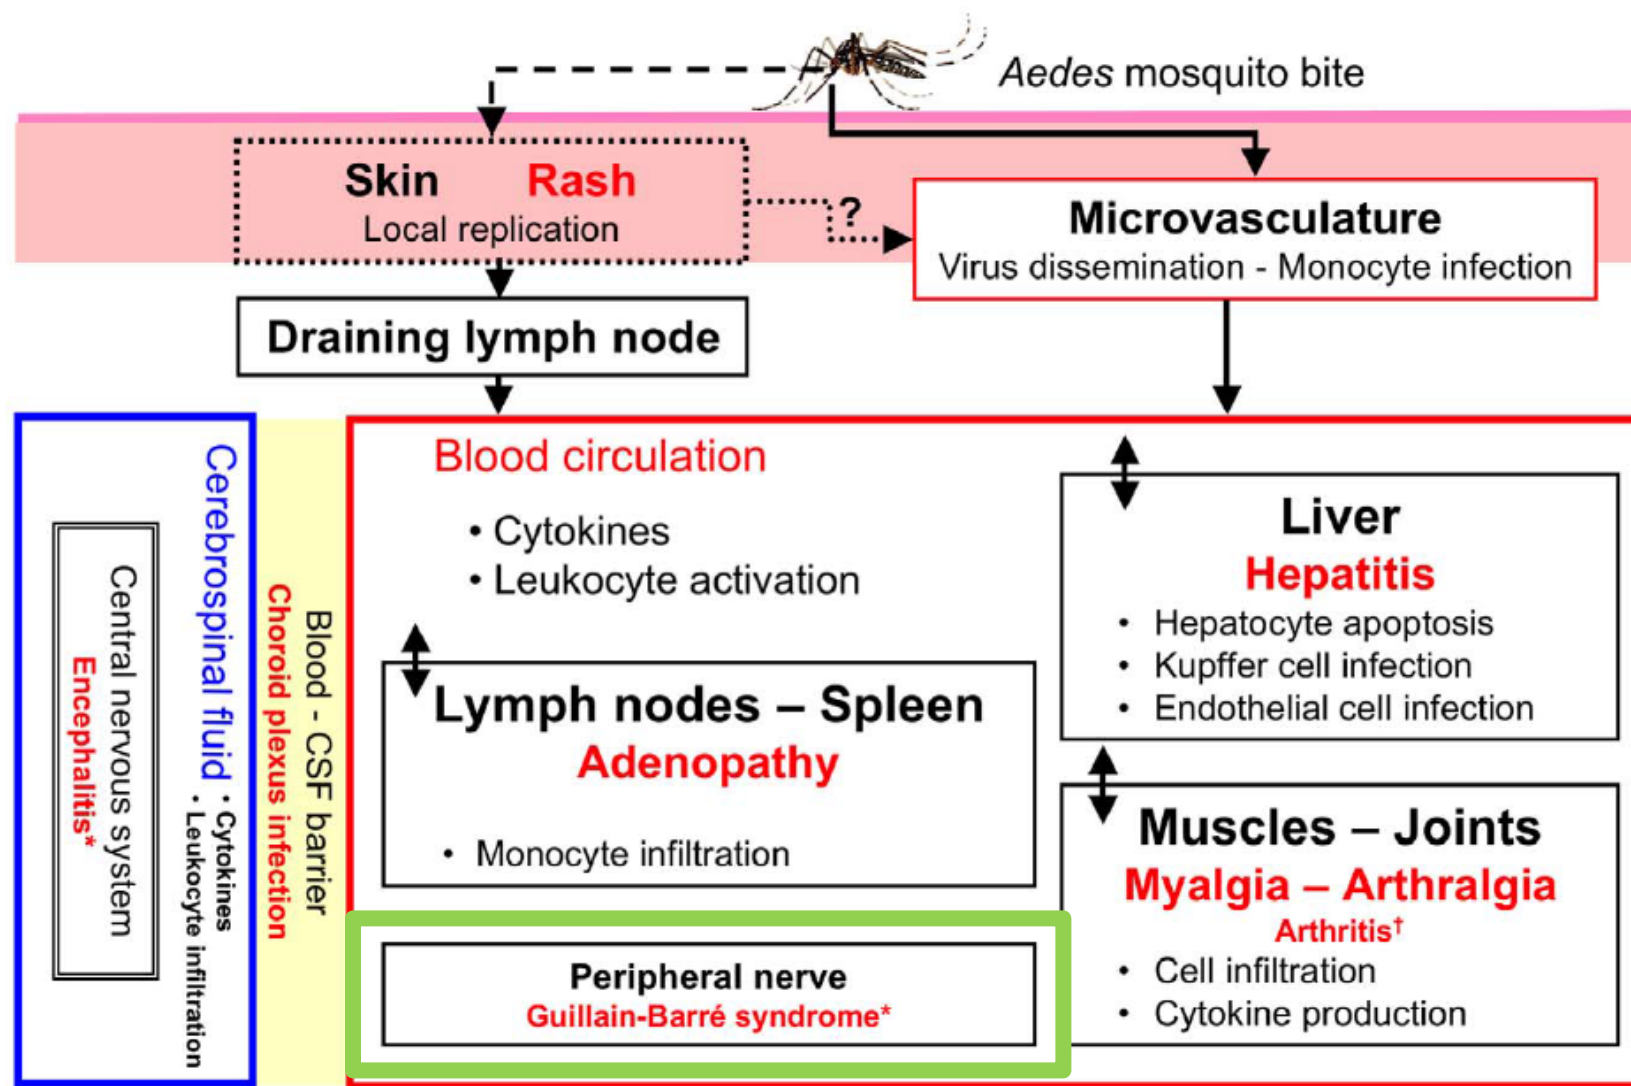 Aedes mosquito bite
Skin Rash
Local replication
?
Microvasculature
Virus dissemination - Monocyte infection
Draining lymph node
Central nervous system
Encephalitis*
Cerebrospinal fluid
• Cytokines
• Leukocyte infiltration
Blood - CSF barrier
Choroid plexus infection
Blood circulation
• Cytokines
• Leukocyte activation
Lymph nodes – Spleen
Adenopathy
• Monocyte infiltration
Peripheral nerve
Guillain-Barré syndrome*
Liver
Hepatitis
• Hepatocyte apoptosis
• Kupffer cell infection
• Endothelial cell infection
Muscles – Joints
Myalgia – Arthralgia
Arthritis†
• Cell infiltration
• Cytokine production